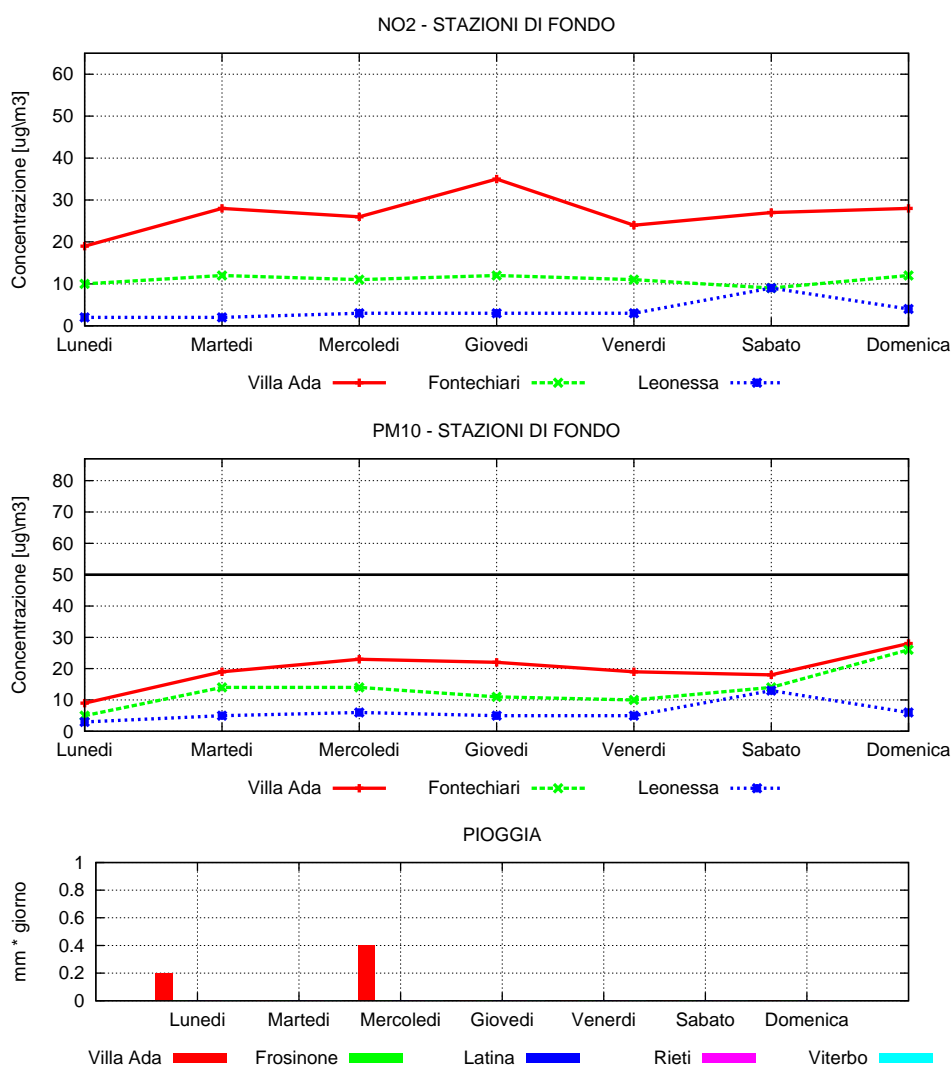 NO2 - STAZIONI DI FONDO
Concentrazione [ug\m3]
60
50
40
30
20
10
0
Lunedi Martedi Mercoledi Giovedi Venerdi Sabato Domenica
Villa Ada Fontechiari Leonessa
PM10 - STAZIONI DI FONDO
Concentrazione [ug\m3]
80
70
60
50
40
30
20
10
0
Lunedi Martedi Mercoledi Giovedi Venerdi Sabato Domenica
Villa Ada Fontechiari Leonessa
PIOGGIA
mm * giorno
1
0.8
0.6
0.4
0.2
0
Lunedi Martedi Mercoledi Giovedi Venerdi Sabato Domenica
Villa Ada Frosinone Latina Rieti Viterbo